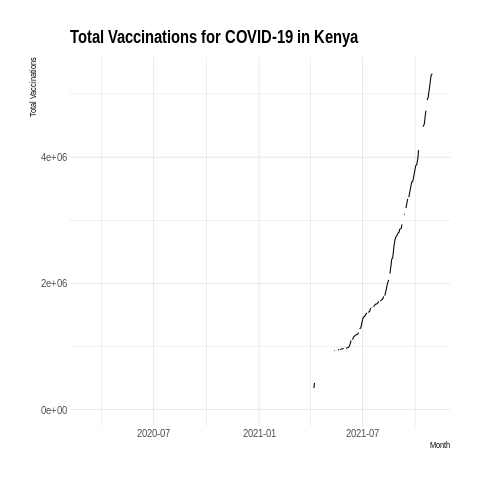 Total Vaccinations for COVID-19 in Kenya
Total Vaccinations
4e+06
2e+06
0e+00
2020-07
2021-01
2021-07
Month